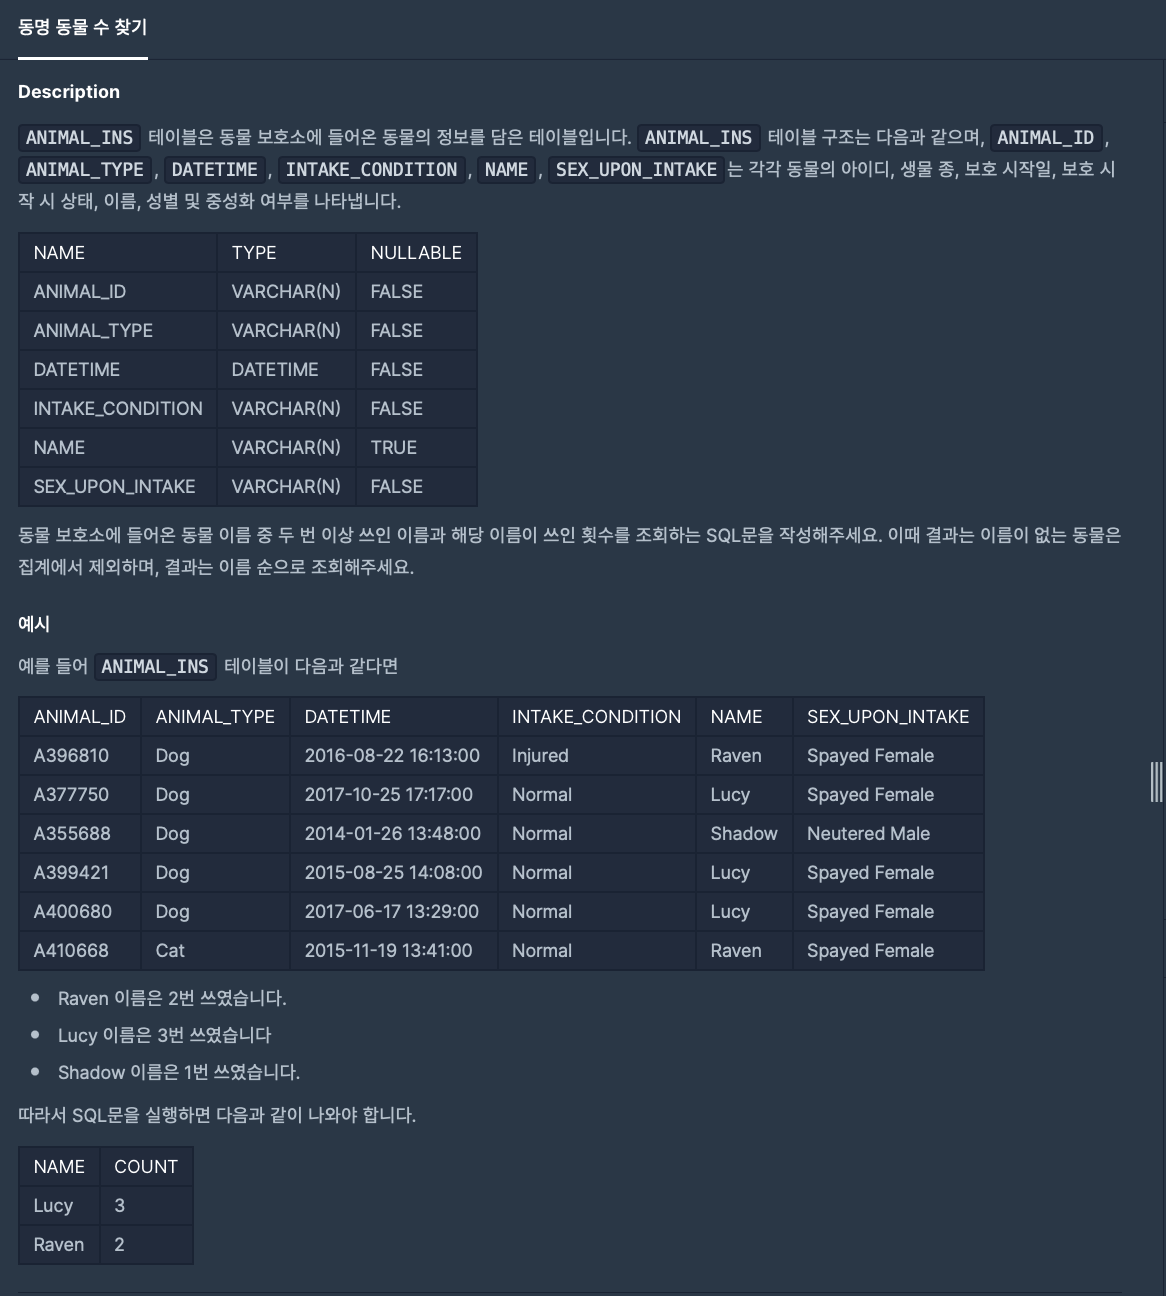 동명 동물 수 찾기
Description
ANIMAL_INS 테이블은 동물 보호소에 들어온 동물의 정보를 담은 테이블입니다. ANIMAL_INS 테이블 구조는 다음과 같으며, ANIMAL_ID,
ANIMAL_TYPE, DATETIME, INTAKE_CONDITION, NAME, SEX_UPON_INTAKE는 각각 동물의 아이디, 생물 종, 보호 시작일, 보호 시
작 시 상태, 이름, 성별 및 중성화 여부를 나타냅니다.
NAME TYPE NULLABLE
ANIMAL_ID VARCHAR(N) FALSE
ANIMAL_TYPE VARCHAR(N) FALSE
DATETIME DATETIME FALSE
INTAKE_CONDITION VARCHAR(N) FALSE
NAME VARCHAR(N) TRUE
SEX_UPON_INTAKE VARCHAR(N) FALSE
동물 보호소에 들어온 동물 이름 중 두 번 이상 쓰인 이름과 해당 이름이 쓰인 횟수를 조회하는 SQL문을 작성해주세요. 이때 결과는 이름이 없는 동물은
집계에서 제외하며, 결과는 이름 순으로 조회해주세요.
예시
예를 들어 ANIMAL_INS 테이블이 다음과 같다면
ANIMAL_ID ANIMAL_TYPE DATETIME INTAKE_CONDITION NAME SEX_UPON_INTAKE
A396810 Dog 2016-08-22 16:13:00 Injured Raven Spayed Female
A377750 Dog 2017-10-25 17:17:00 Normal Lucy Spayed Female
A355688 Dog 2014-01-26 13:48:00 Normal Shadow Neutered Male
A399421 Dog 2015-08-25 14:08:00 Normal Lucy Spayed Female
A400680 Dog 2017-06-17 13:29:00 Normal Lucy Spayed Female
A410668 Cat 2015-11-19 13:41:00 Normal Raven Spayed Female
• Raven 이름은 2번 쓰였습니다.
• Lucy 이름은 3번 쓰였습니다
• Shadow 이름은 1번 쓰였습니다.
따라서 SQL문을 실행하면 다음과 같이 나와야 합니다.
NAME COUNT
Lucy 3
Raven 2